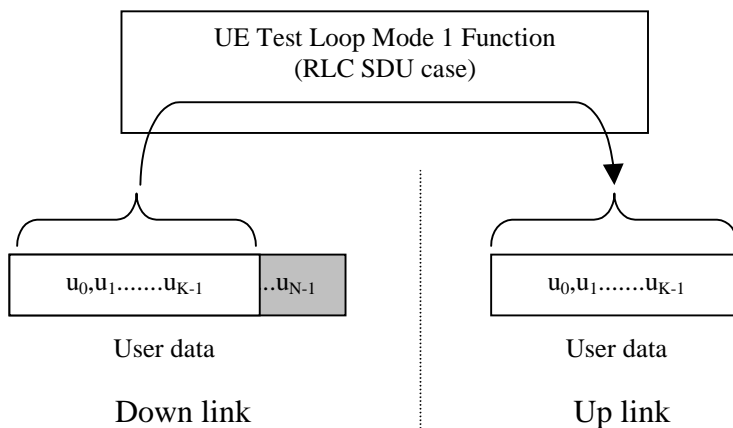 UE Test Loop Mode 1 Function
(RLC SDU case)
u0,u1.......uK-1 ...uN-1
u0,u1.......uK-1
User data
User data
Down link
Up link